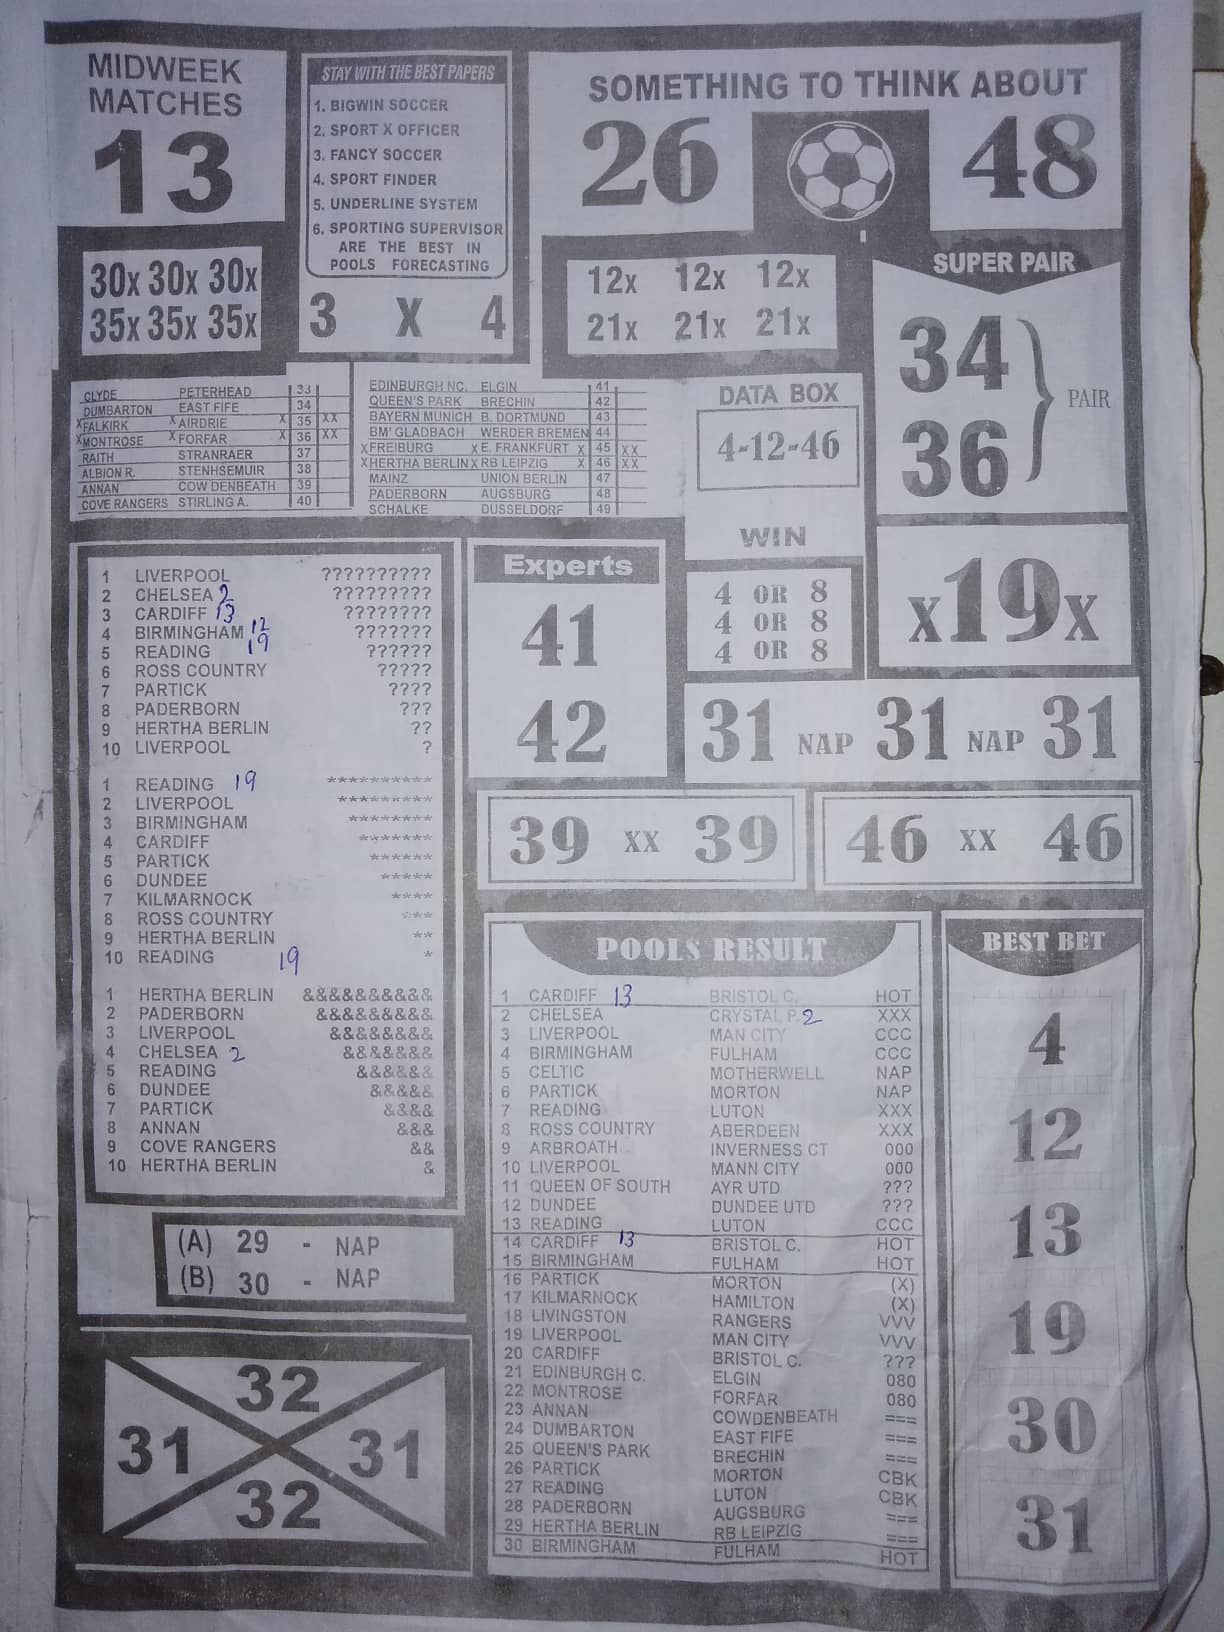 MIDWEEK
MATCHES
13
STAY WITH THE BEST PAPERS
1. BIGWIN SOCCER
2. SPORT X OFFICER
3. FANCY SOCCER
4. SPORT FINDER
5. UNDERLINE SYSTEM
6. SPORTING SUPERVISOR
ARE THE BEST IN
POOLS FORECASTING
3 X 4
SOMETHING TO THINK ABOUT
26 48
30x 30x 30x
35x 35x 35x
12x 12x 12x
21x 21x 21x
SUPER PAIR
34
36
PAIR
CLYDE PETERHEAD 33
DUMBARTON EAST FIFE 34
XFALKIRK X AIRDRIE X 35 XX
XMONTROSE X FORFAR X 36 XX
RAITH STRANRAER 37
ALBION R. STENHSEMUIR 38
ANNAN COW DENBEATH 39
COVE RANGERS STIRLING A. 40
EDINBURGH NC. ELGIN 41
QUEEN'S PARK BRECHIN 42
BAYERN MUNICH B. DORTMUND 43
BM' GLADBACH WERDER BREMEN 44
XFREIBURG X E. FRANKFURT X 45 XX
XHERTHA BERLIN X RB LEIPZIG X 46 XX
MAINZ UNION BERLIN 47
PADERBORN AUGSBURG 48
SCHALKE DUSSELDORF 49
DATA BOX
4-12-46
WIN
4 OR 8
4 OR 8
4 OR 8
X19X
1 LIVERPOOL ??????????
2 CHELSEA 2 ?????????
3 CARDIFF 13 ????????
4 BIRMINGHAM 12 ???????
5 READING 19 ??????
6 ROSS COUNTRY ?????
7 PARTICK ????
8 PADERBORN ???
9 HERTHA BERLIN ??
10 LIVERPOOL ?
1 READING 19 **********
2 LIVERPOOL *********
3 BIRMINGHAM ********
4 CARDIFF *******
5 PARTICK ******
6 DUNDEE *****
7 KILMARNOCK ****
8 ROSS COUNTRY ***
9 HERTHA BERLIN **
10 READING 19 *
1 HERTHA BERLIN &&&&&&&&&&
2 PADERBORN &&&&&&&&&
3 LIVERPOOL &&&&&&&&
4 CHELSEA 2 &&&&&&&
5 READING &&&&&&
6 DUNDEE &&&&&
7 PARTICK &&&&
8 ANNAN &&&
9 COVE RANGERS &&
10 HERTHA BERLIN &
Experts
41
42
31 NAP 31 NAP 31
39 XX 39
46 XX 46
(A) 29 - NAP
(B) 30 - NAP
32
31 31
32
POOLS RESULT
1 CARDIFF 13 BRISTOL C. HOT
2 CHELSEA CRYSTAL P. 2 XXX
3 LIVERPOOL MAN CITY CCC
4 BIRMINGHAM FULHAM CCC
5 CELTIC MOTHERWELL NAP
6 PARTICK MORTON NAP
7 READING LUTON XXX
8 ROSS COUNTRY ABERDEEN XXX
9 ARBROATH INVERNESS CT 000
10 LIVERPOOL MANN CITY 000
11 QUEEN OF SOUTH AYR UTD ???
12 DUNDEE DUNDEE UTD ???
13 READING LUTON CCC
14 CARDIFF 13 BRISTOL C. HOT
15 BIRMINGHAM FULHAM HOT
16 PARTICK MORTON (X)
17 KILMARNOCK HAMILTON (X)
18 LIVINGSTON RANGERS VVV
19 LIVERPOOL MAN CITY VVV
20 CARDIFF BRISTOL C. ???
21 EDINBURGH C. ELGIN 080
22 MONTROSE FORFAR 080
23 ANNAN COWDENBEATH ===
24 DUMBARTON EAST FIFE ===
25 QUEEN'S PARK BRECHIN ===
26 PARTICK MORTON CBK
27 READING LUTON CBK
28 PADERBORN AUGSBURG ===
29 HERTHA BERLIN RB LEIPZIG ===
30 BIRMINGHAM FULHAM HOT
BEST BET
4
12
13
19
30
31